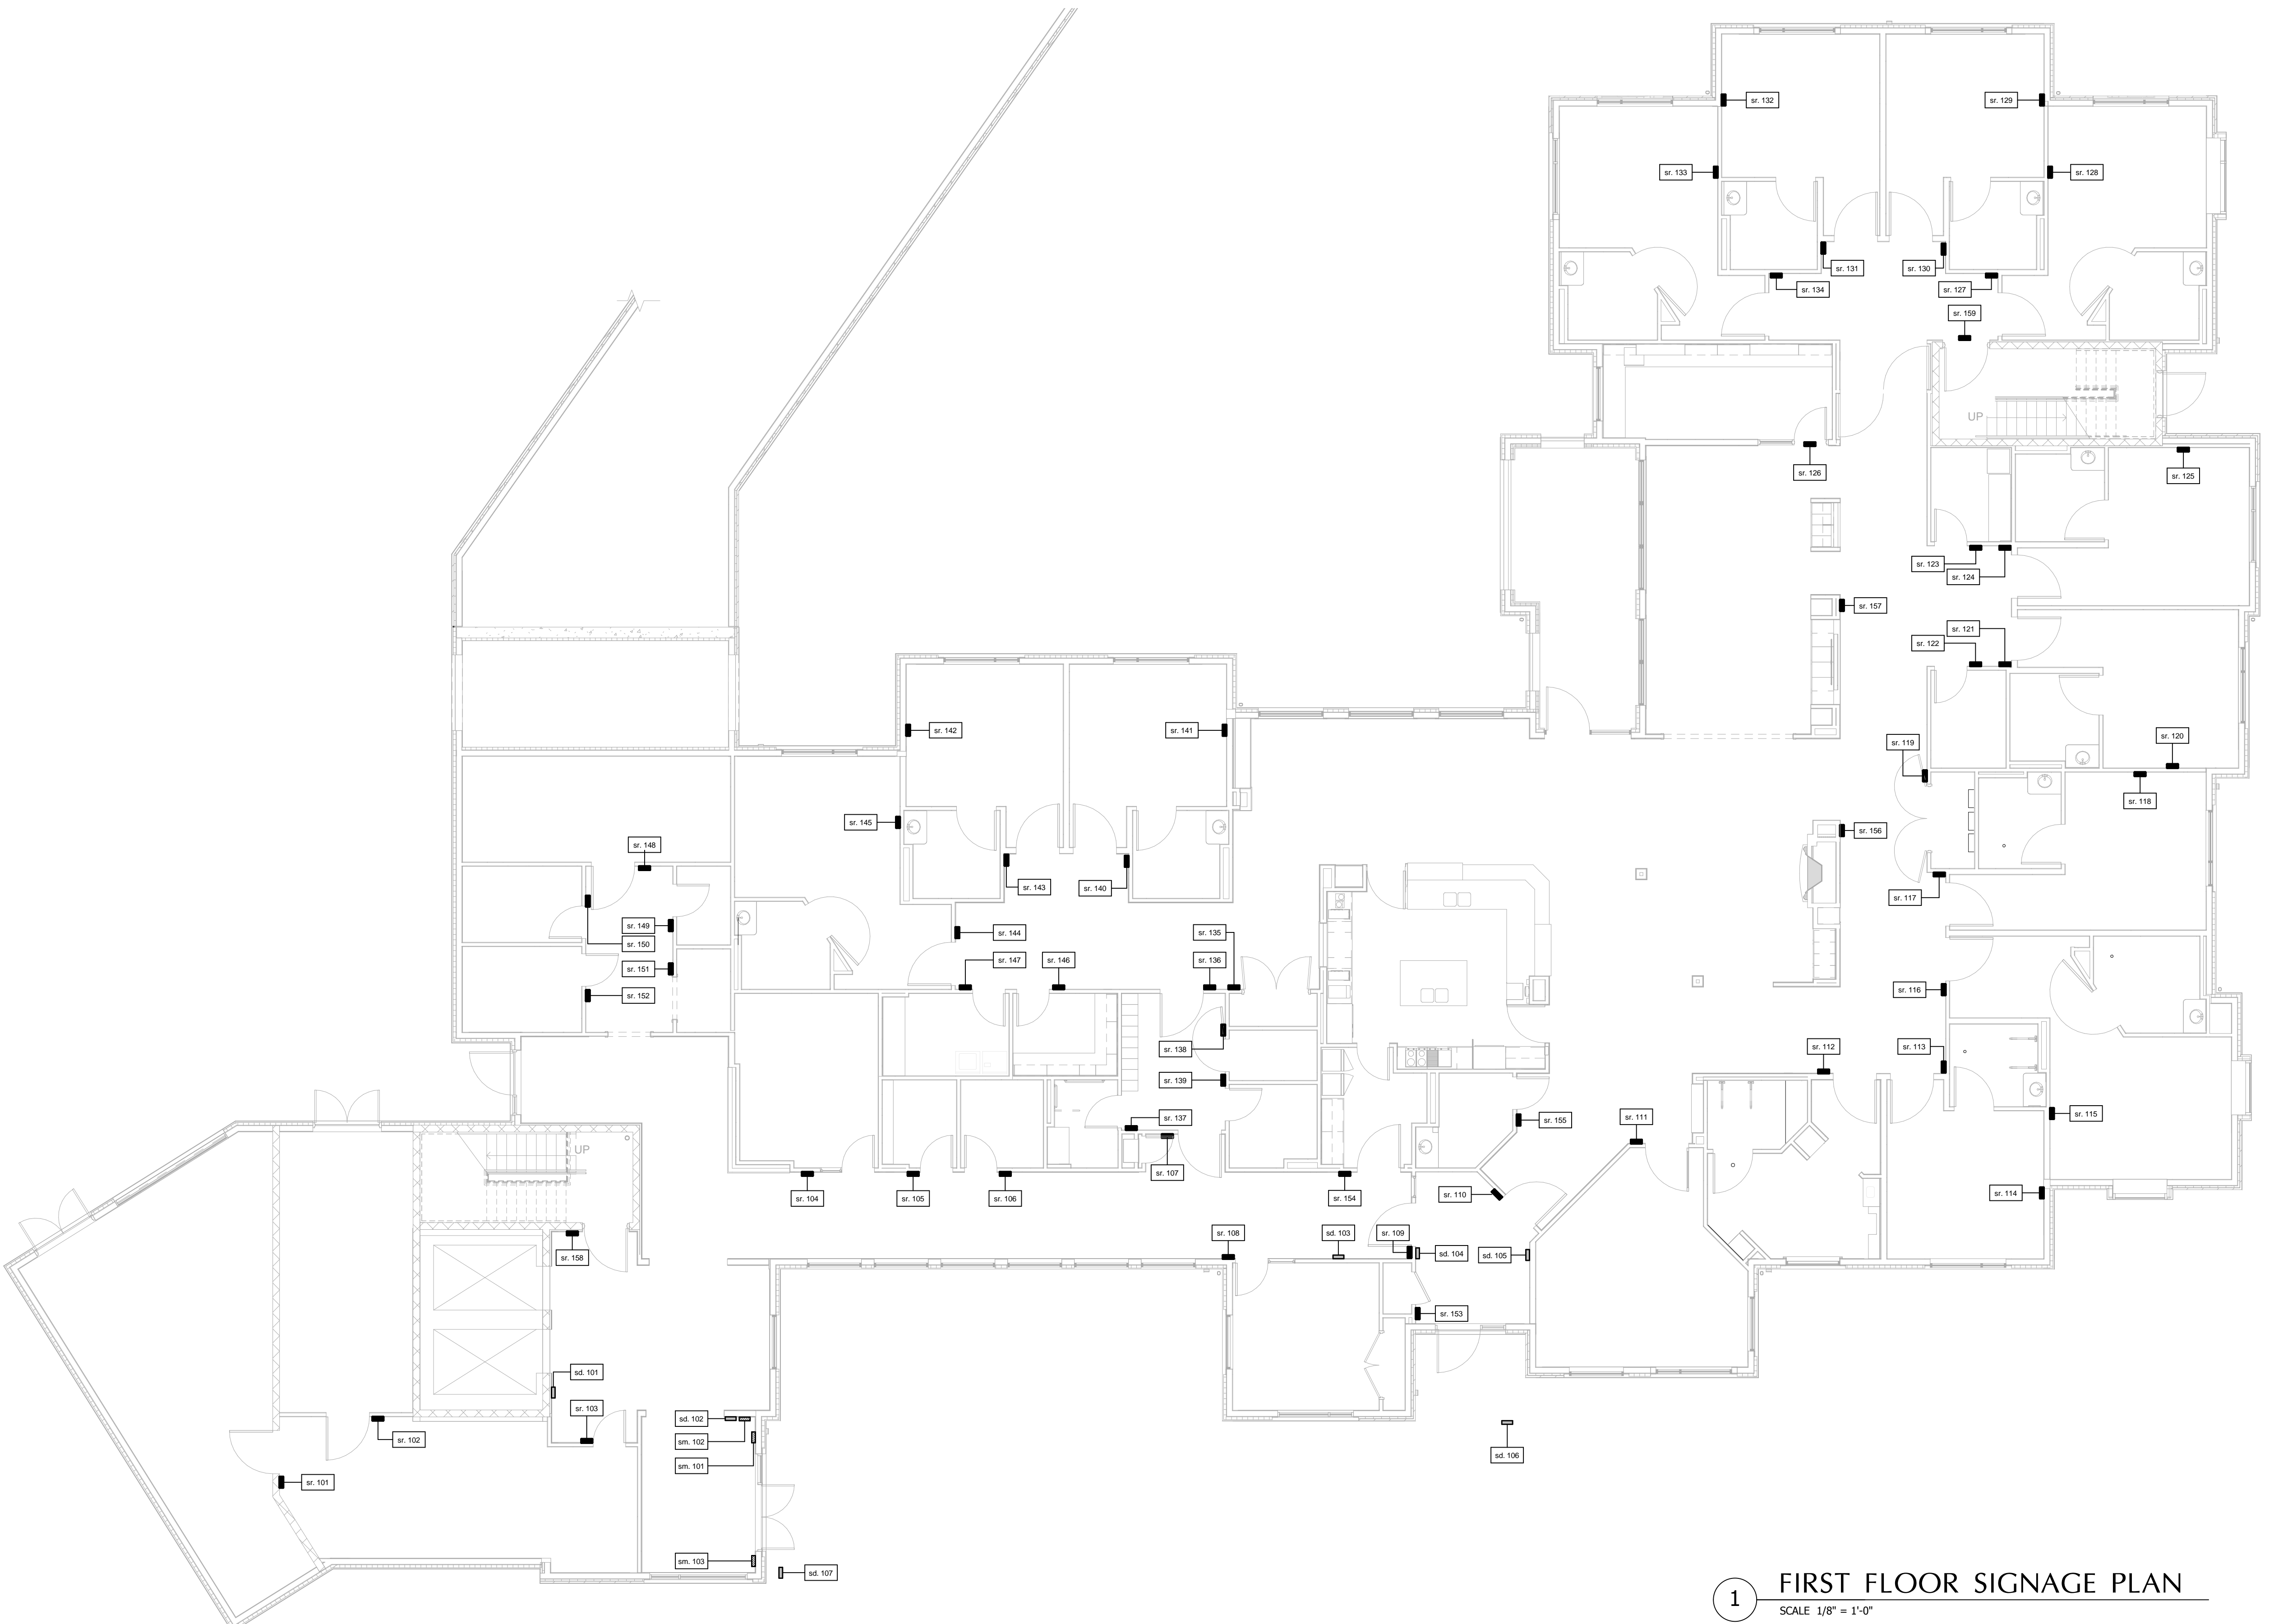 sr. 132
sr. 129
sr. 133
sr. 128
sr. 131
sr. 130
sr. 134
sr. 127
sr. 159
UP
sr. 126
sr. 125
sr. 123
sr. 124
sr. 157
sr. 121
sr. 122
sr. 142
sr. 141
sr. 120
sr. 119
sr. 118
sr. 145
sr. 156
sr. 148
sr. 143
sr. 140
sr. 117
sr. 149
sr. 150
sr. 144
sr. 135
sr. 147
sr. 146
sr. 136
sr. 151
sr. 152
sr. 116
sr. 138
sr. 112
sr. 113
sr. 139
sr. 137
sr. 155
sr. 111
sr. 115
UP
sr. 107
sr. 104
sr. 105
sr. 106
sr. 154
sr. 110
sr. 114
sr. 108
sd. 103
sr. 109
sd. 104
sd. 105
sr. 158
sr. 153
sd. 101
sr. 103
sd. 102
sr. 102
sm. 102
sd. 106
sm. 101
sr. 101
sm. 103
sd. 107
1
FIRST FLOOR SIGNAGE PLAN
SCALE 1/8" = 1'-0"